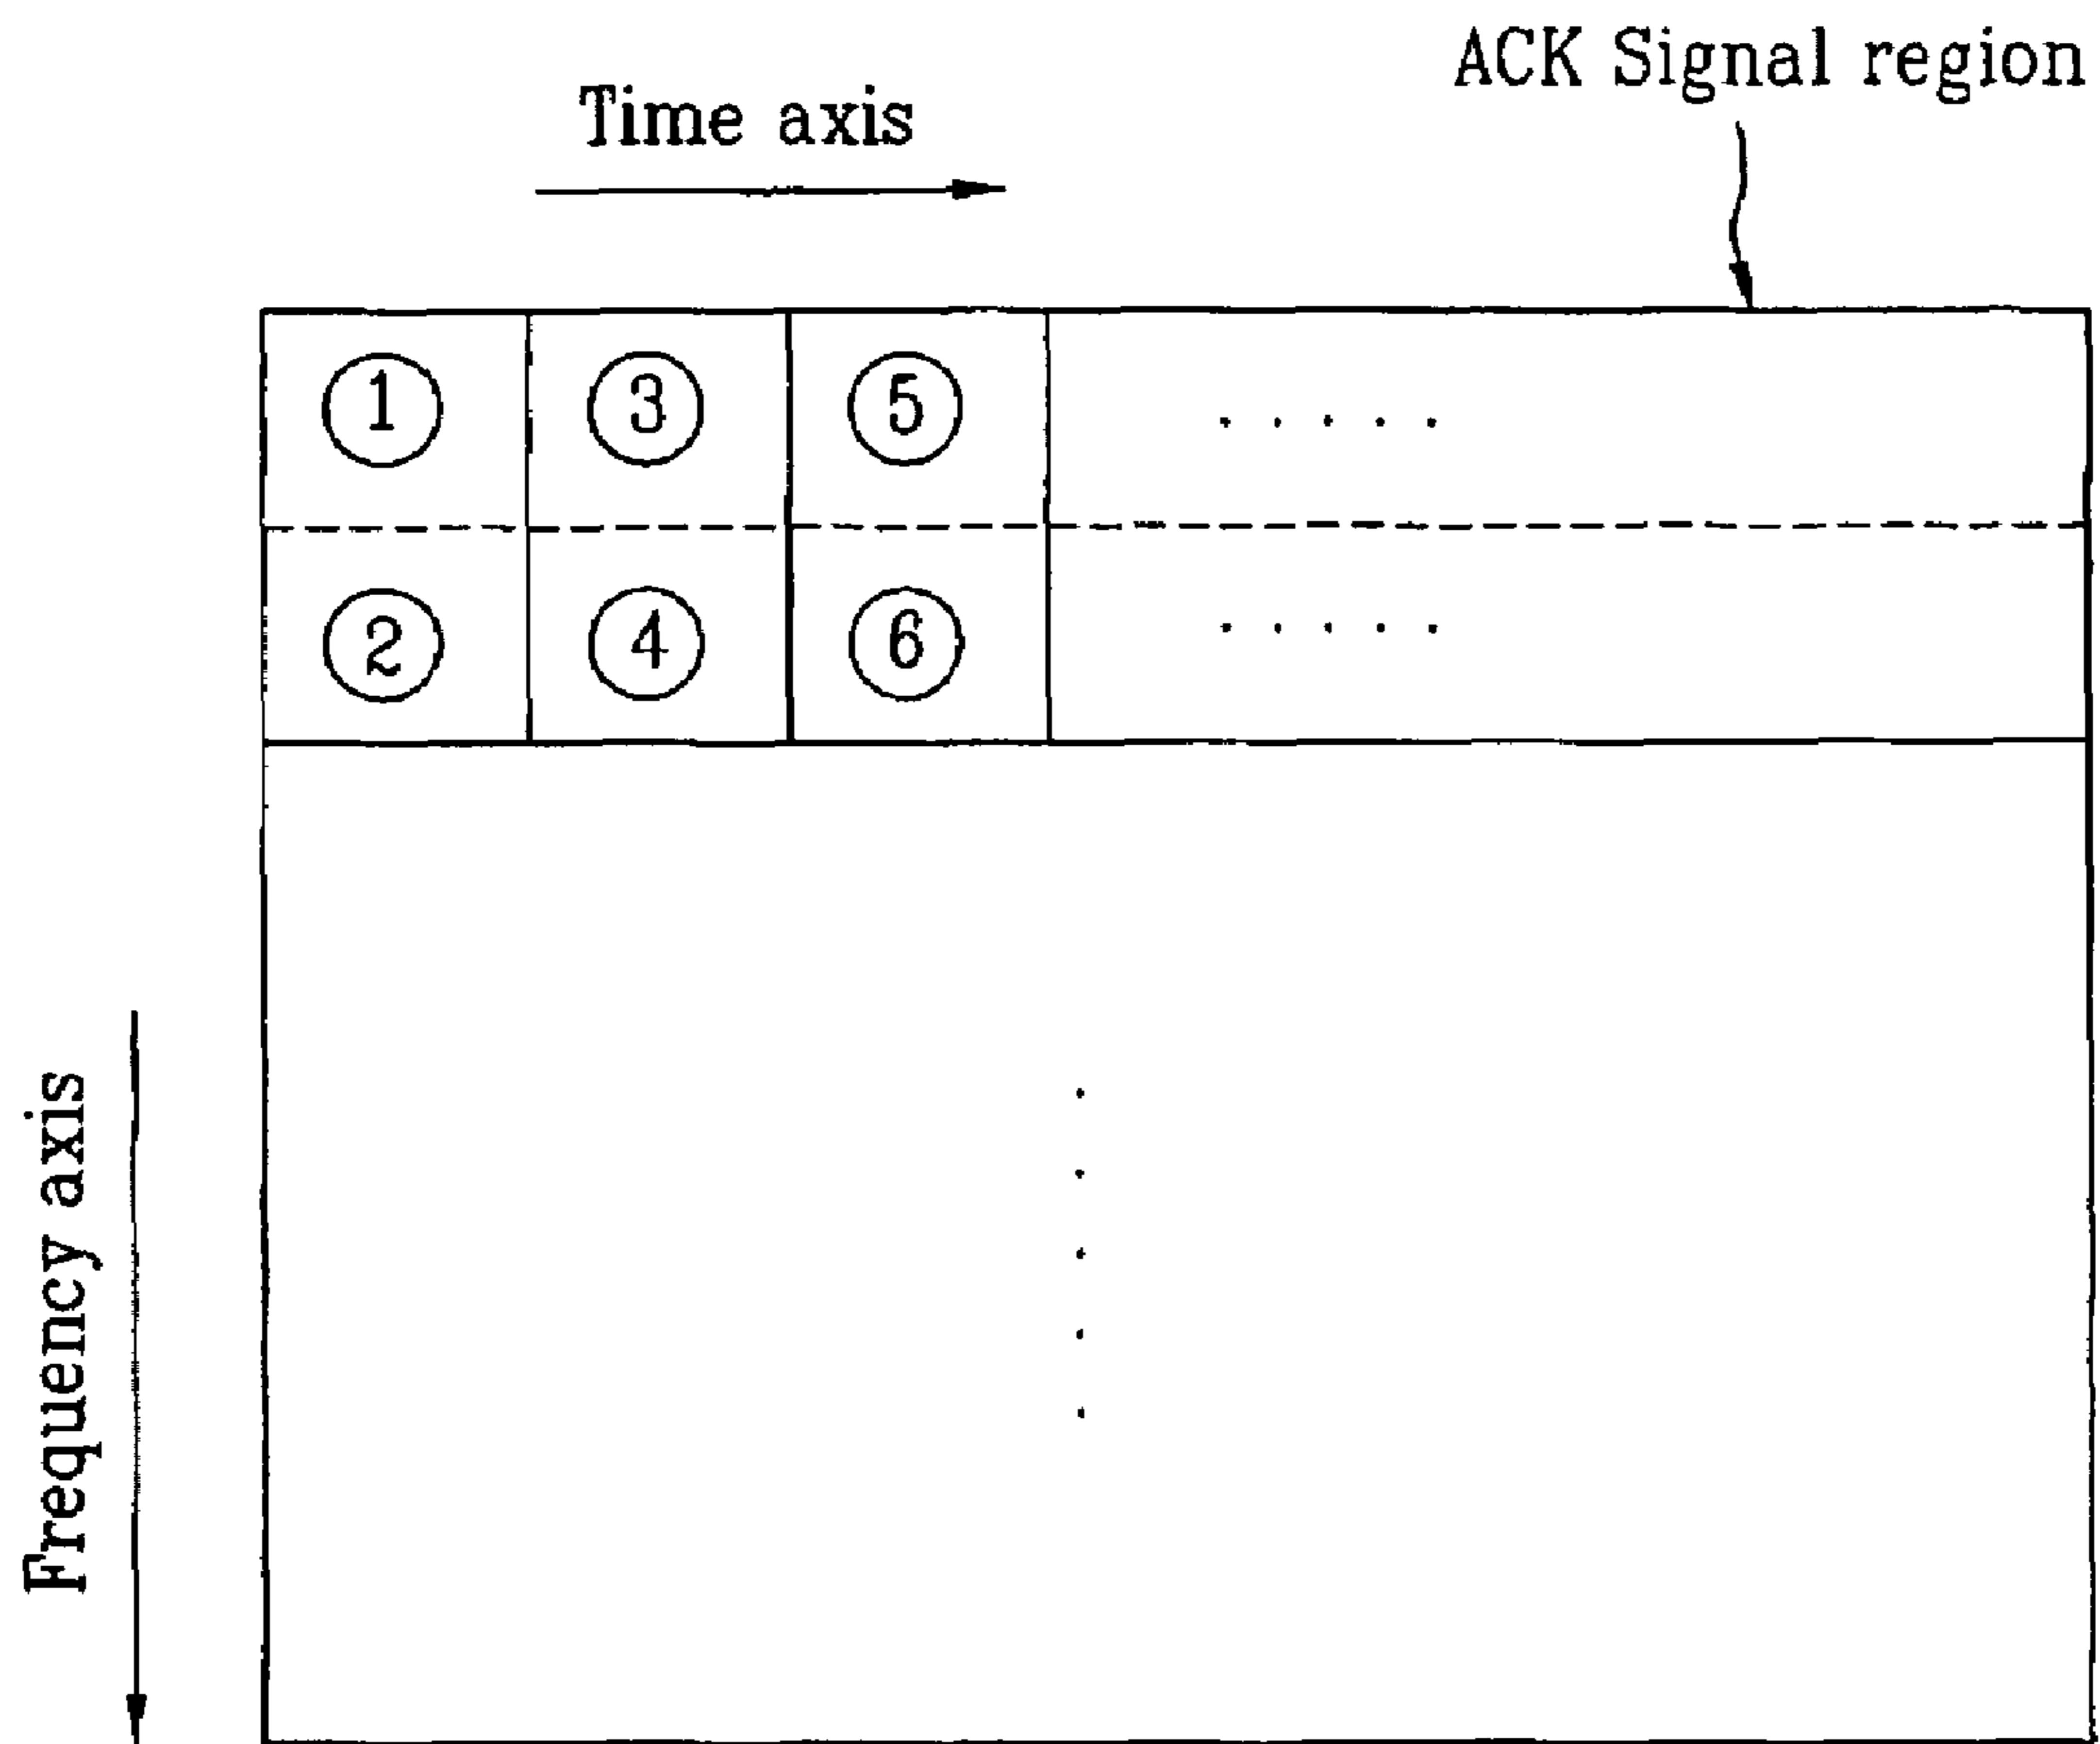 ACK Signal region
Time axis
① ③ ⑤ . . . . .
② ④ ⑥ . . . . .
Frequency axis